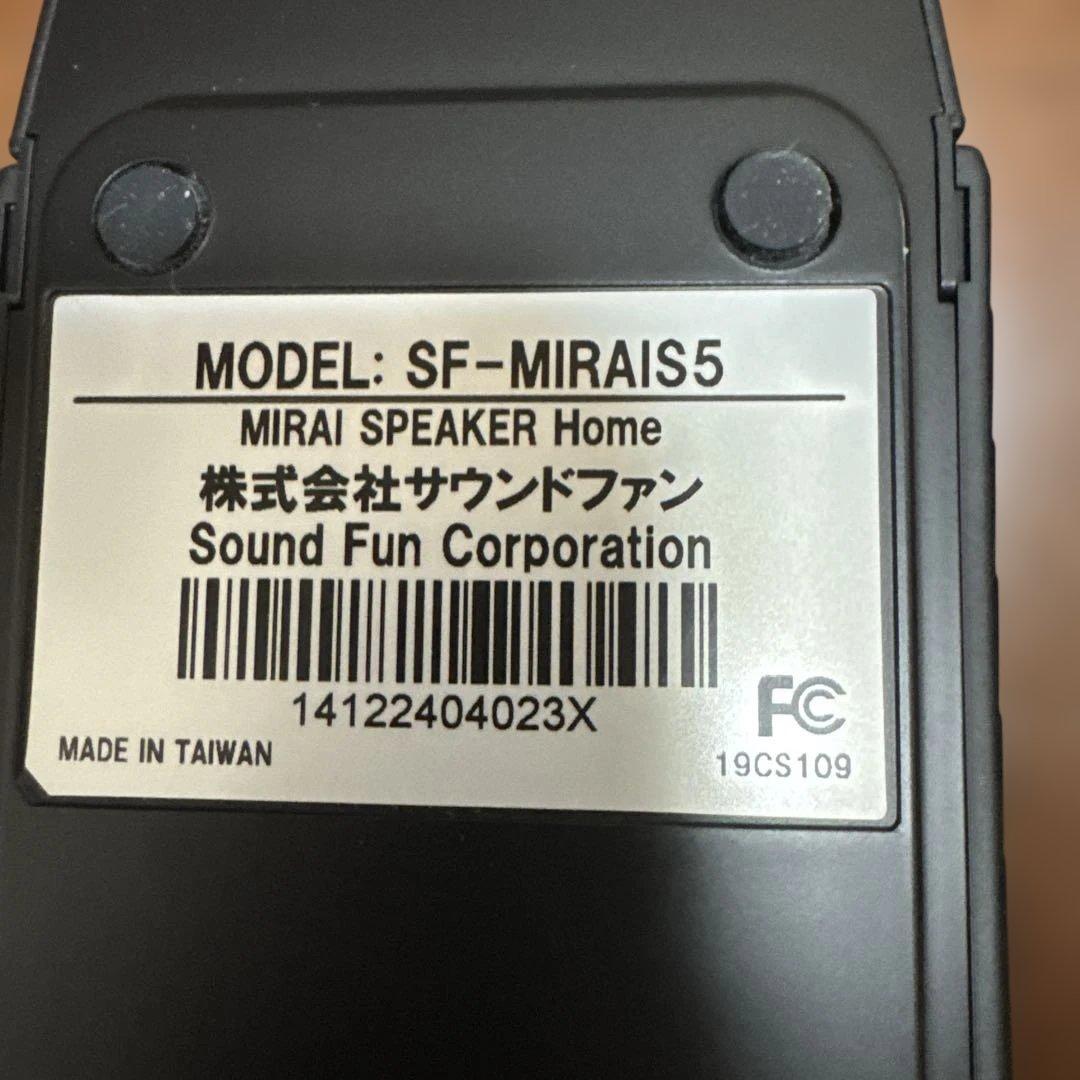 MODEL: SF-MIRAIS5
MIRAI SPEAKER Home
株式会社サウンドファン
Sound Fun Corporation
14122404023X
FC
MADE IN TAIWAN
19CS109